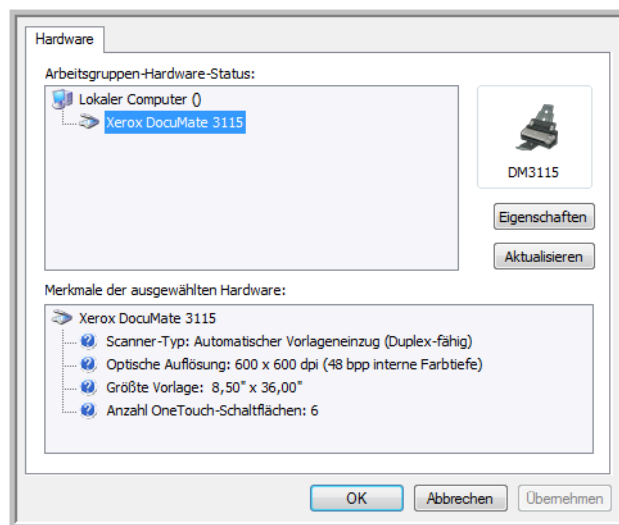 Hardware
Arbeitsgruppen-Hardware-Status:
Lokaler Computer ()
Xerox DocuMate 3115
DM3115
Eigenschaften
Aktualisieren
Merkmale der ausgewählten Hardware:
Xerox DocuMate 3115
Scanner-Typ: Automatischer Vorlageneinzug (Duplex-fähig)
Optische Auflösung: 600 x 600 dpi (48 bpp interne Farbtiefe)
Größte Vorlage: 8,50" x 36,00"
Anzahl OneTouch-Schaltflächen: 6
OK
Abbrechen
Übernehmen